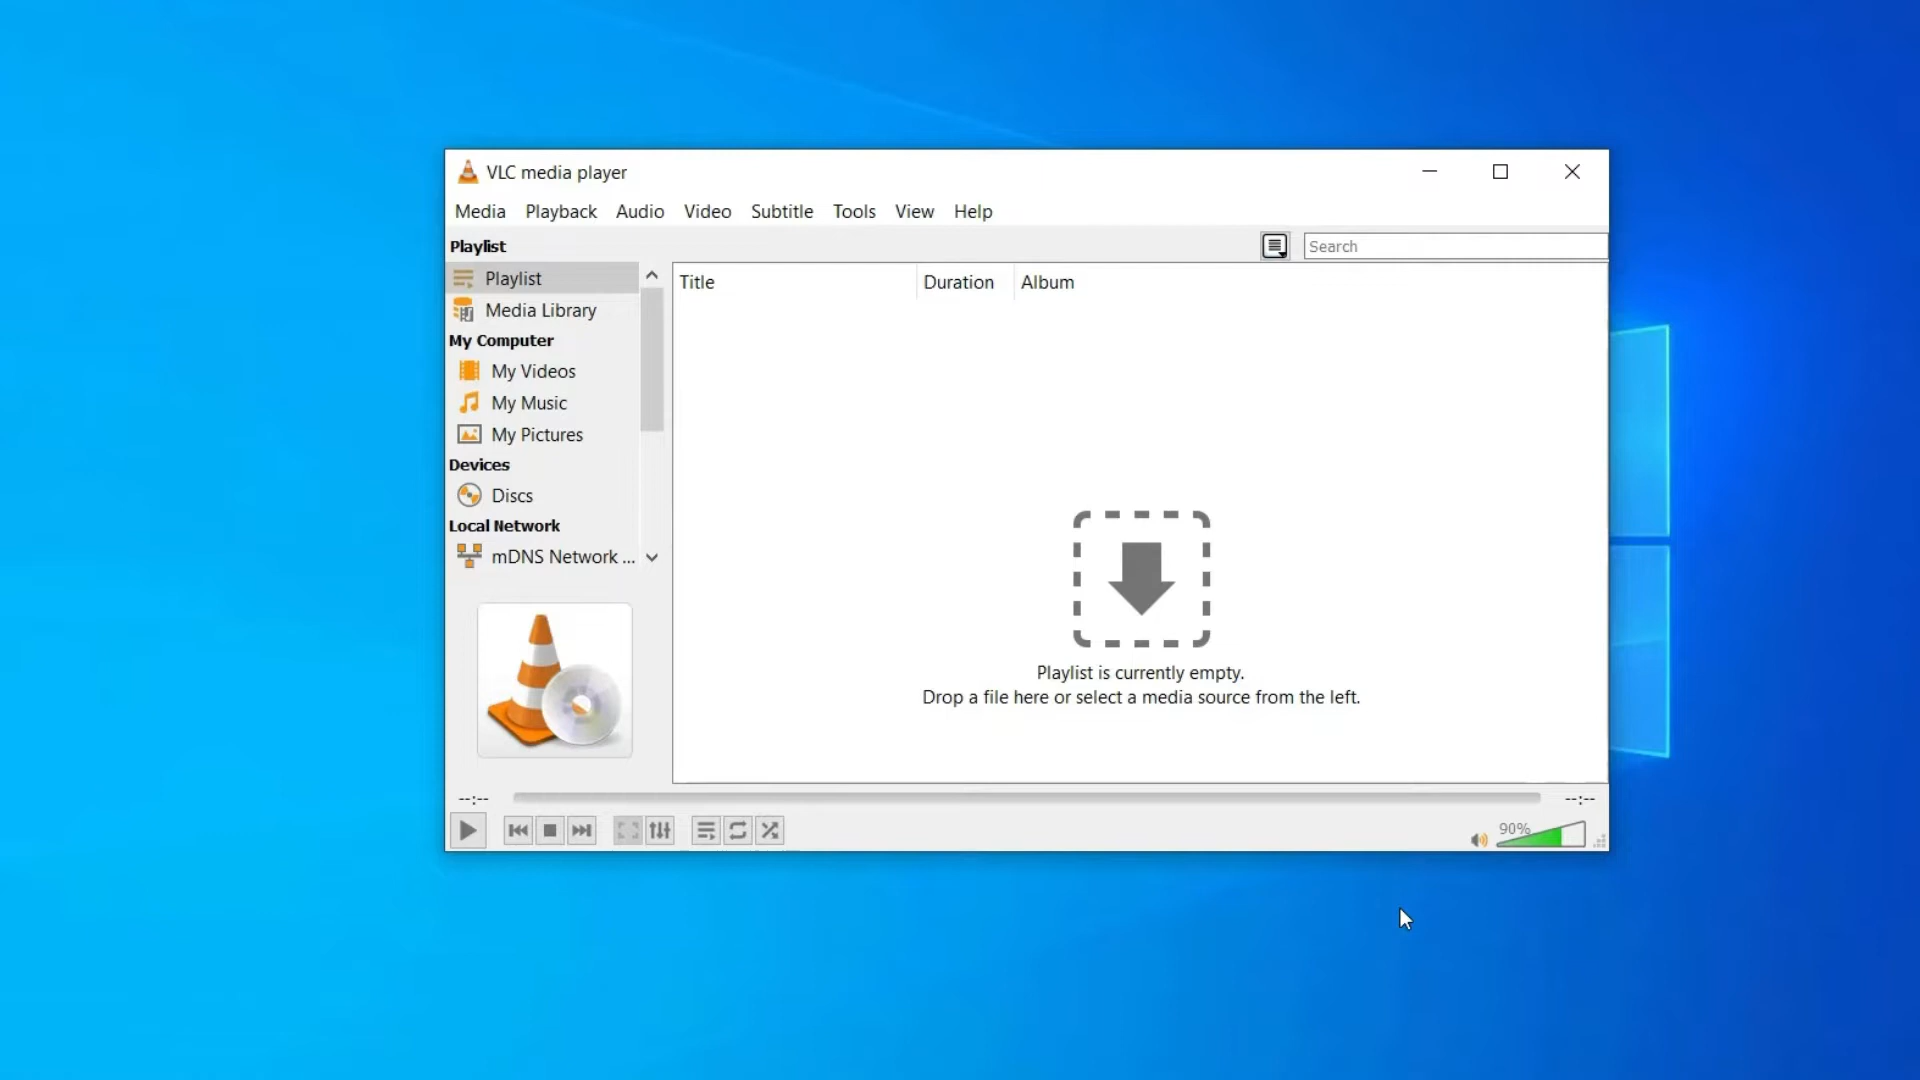 VLC media player
Media Playback Audio Video Subtitle Tools View Help
Playlist
Search
Playlist
Media Library
My Computer
My Videos
My Music
My Pictures
Devices
Discs
Local Network
mDNS Network ...
Title Duration Album
Playlist is currently empty.
Drop a file here or select a media source from the left.
--:-- --:--
90%